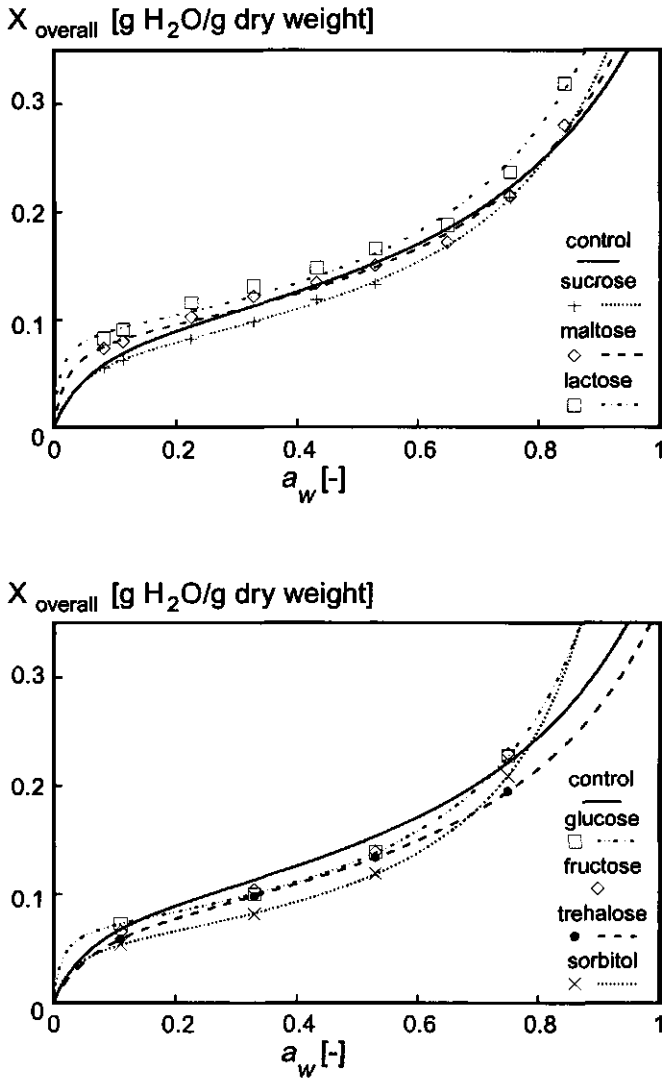 X overall [g H₂O/g dry weight]
0.3
0.2
0.1
0
control
sucrose
maltose
lactose
0 0.2 0.4 0.6 0.8 1
a_w [-]
X overall [g H₂O/g dry weight]
0.3
0.2
0.1
0
control
glucose
fructose
trehalose
sorbitol
0 0.2 0.4 0.6 0.8 1
a_w [-]